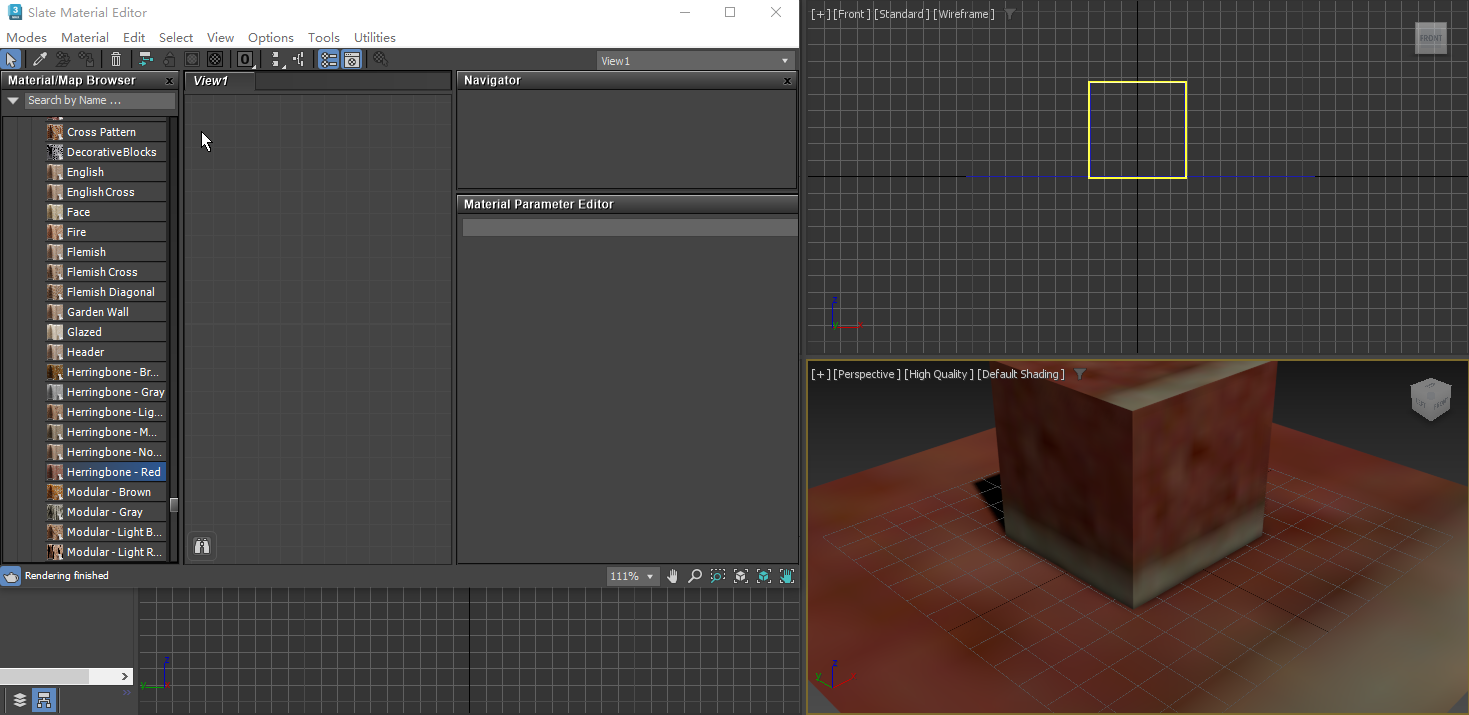 Slate Material Editor
Modes Material Edit Select View Options Tools Utilities
View1
Material/Map Browser
Search by Name ...
Cross Pattern
DecorativeBlocks
English
English Cross
Face
Fire
Flemish
Flemish Cross
Flemish Diagonal
Garden Wall
Glazed
Header
Herringbone - Br...
Herringbone - Gray
Herringbone - Lig...
Herringbone - M...
Herringbone - No...
Herringbone - Red
Modular - Brown
Modular - Gray
Modular - Light B...
Modular - Light R...
Rendering finished
View1
Navigator
Material Parameter Editor
111%
[+] [Front ] [Standard ] [Wireframe ]
FRONT
z
x
y
[+] [Perspective ] [High Quality ] [Default Shading ]
LEFT FRONT
z
y
x
z
y